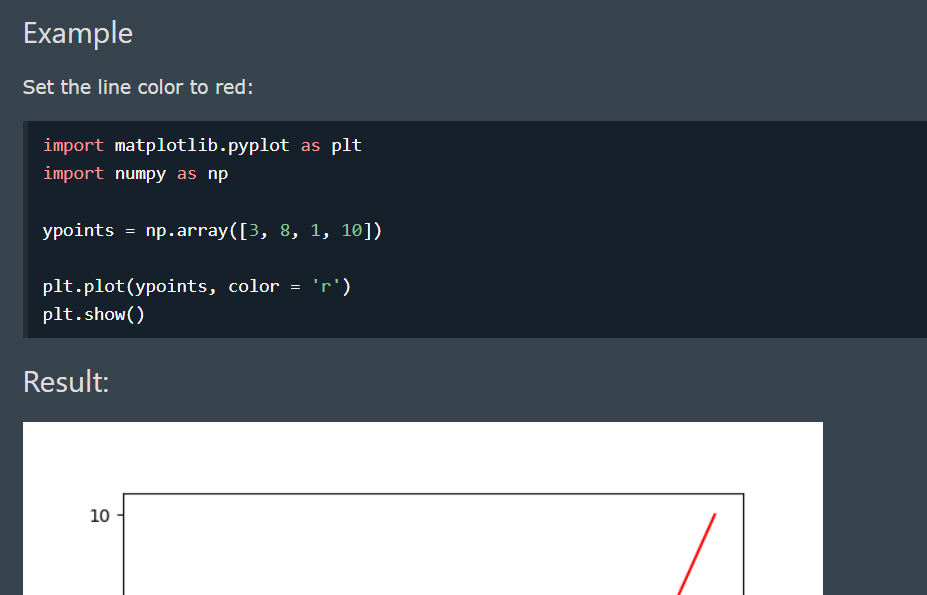 Example
Set the line color to red:
import matplotlib.pyplot as plt
import numpy as np
ypoints = np.array([3, 8, 1, 10])
plt.plot(ypoints, color = 'r')
plt.show()
Result:
10